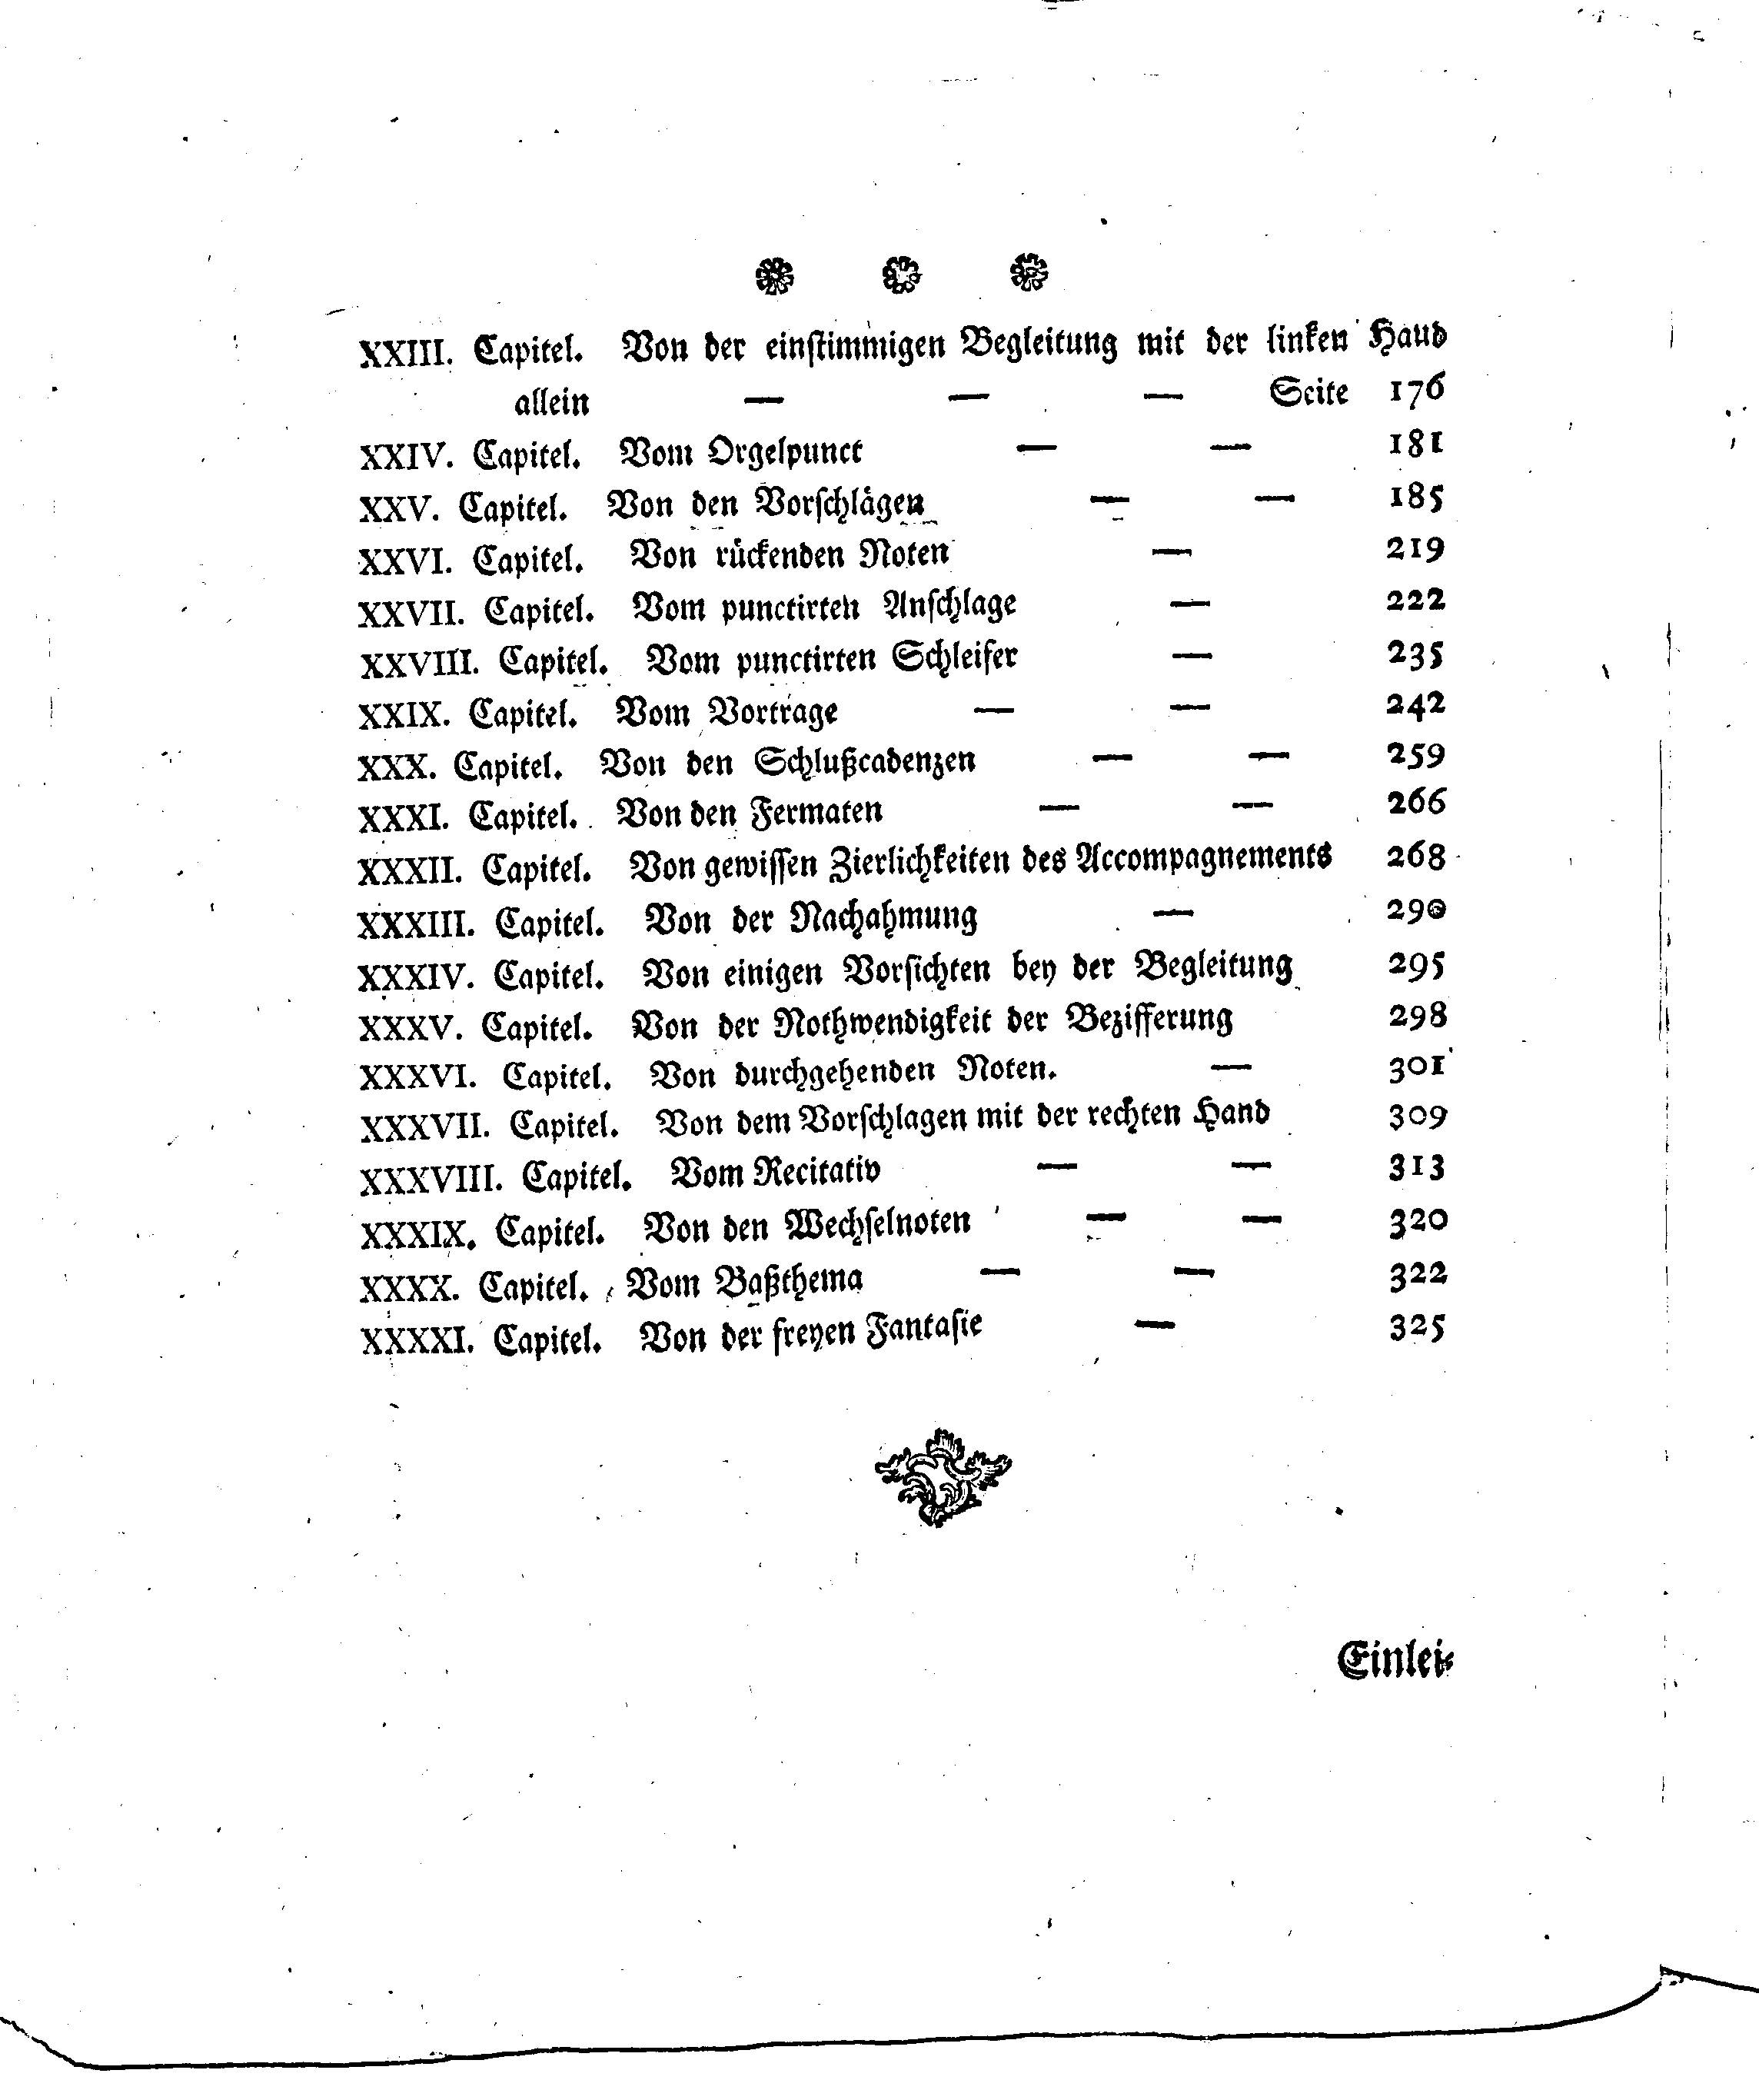 XXIII. Capitel. Von der einstimmigen Begleitung mit der linken Hand
allein — — — Seite 176
XXIV. Capitel. Vom Orgelpunct — — 181
XXV. Capitel. Von den Vorschlägen — — 185
XXVI. Capitel. Von rückenden Noten — 219
XXVII. Capitel. Vom punctirten Anschlage — 222
XXVIII. Capitel. Vom punctirten Schleifer — 235
XXIX. Capitel. Vom Vortrage — — 242
XXX. Capitel. Von den Schlußcadenzen — — 259
XXXI. Capitel. Von den Fermaten — — 266
XXXII. Capitel. Von gewissen Zierlichkeiten des Accompagnements 268
XXXIII. Capitel. Von der Nachahmung — 290
XXXIV. Capitel. Von einigen Vorsichten bey der Begleitung 295
XXXV. Capitel. Von der Nothwendigkeit der Bezifferung 298
XXXVI. Capitel. Von durchgehenden Noten. — 301
XXXVII. Capitel. Von dem Vorschlagen mit der rechten Hand 309
XXXVIII. Capitel. Vom Recitativ — — 313
XXXIX. Capitel. Von den Wechselnoten — — 320
XXXX. Capitel. Vom Baßthema — — 322
XXXXI. Capitel. Von der freyen Fantasie — 325
Einlei-